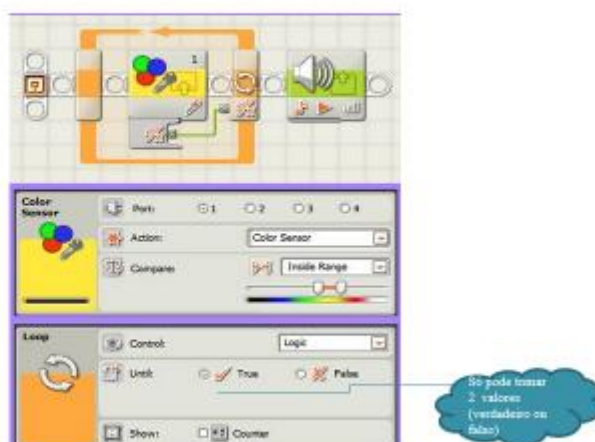 1
Color
Sensor
Port: 1 2 3 4
Action: Color Sensor
Compare: Inside Range
Loop
Control: Logic
Until: True False
Show: Counter
Só pode tomar
2 valores
(verdadeiro ou
falso)